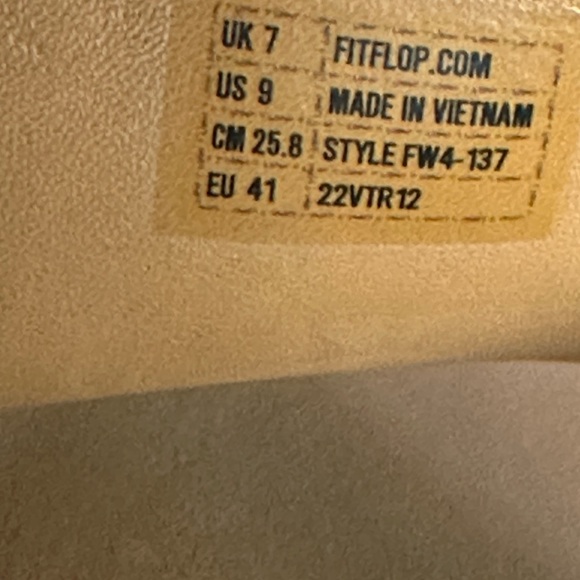 UK 7 FITFLOP.COM
US 9 MADE IN VIETNAM
CM 25.8 STYLE FW4-137
EU 41 22VTR12